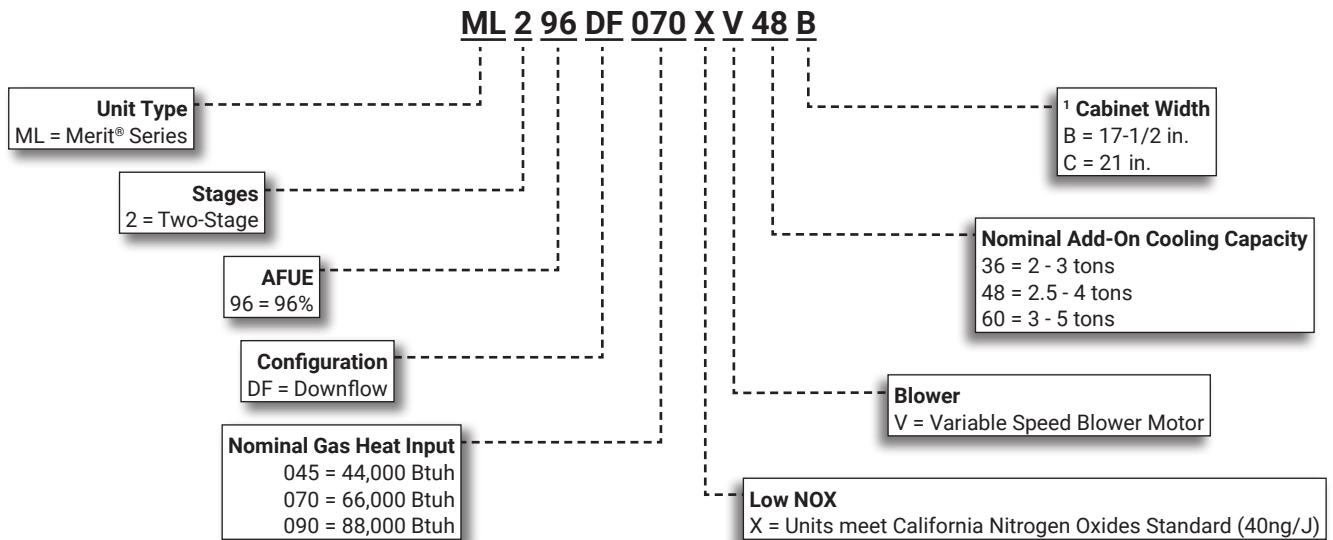 ML 2 96 DF 070 X V 48 B
Unit Type
ML = Merit® Series
Stages
2 = Two-Stage
AFUE
96 = 96%
Configuration
DF = Downflow
Nominal Gas Heat Input
045 = 44,000 Btuh
070 = 66,000 Btuh
090 = 88,000 Btuh
¹ Cabinet Width
B = 17-1/2 in.
C = 21 in.
Nominal Add-On Cooling Capacity
36 = 2 - 3 tons
48 = 2.5 - 4 tons
60 = 3 - 5 tons
Blower
V = Variable Speed Blower Motor
Low NOX
X = Units meet California Nitrogen Oxides Standard (40ng/J)